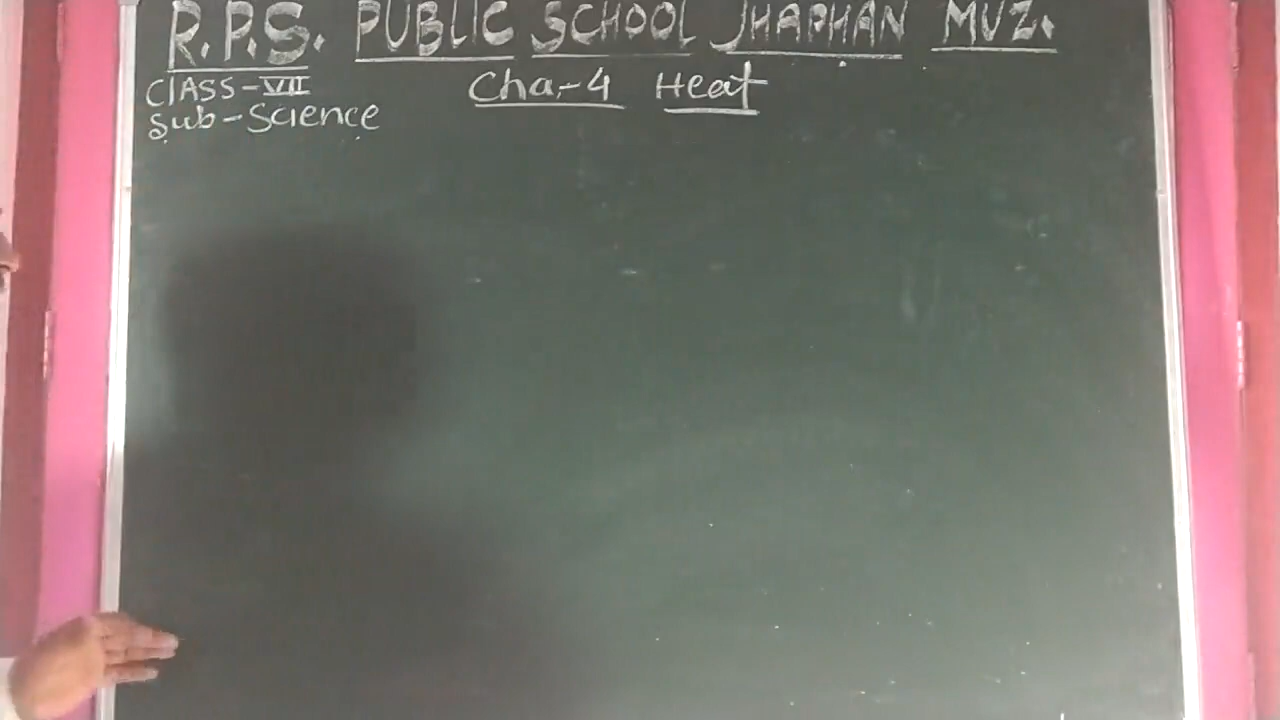 R.P.S. PUBLIC SCHOOL JHAPHAN MUZ.
CLASS-VII Cha.-4 Heat
Sub-Science